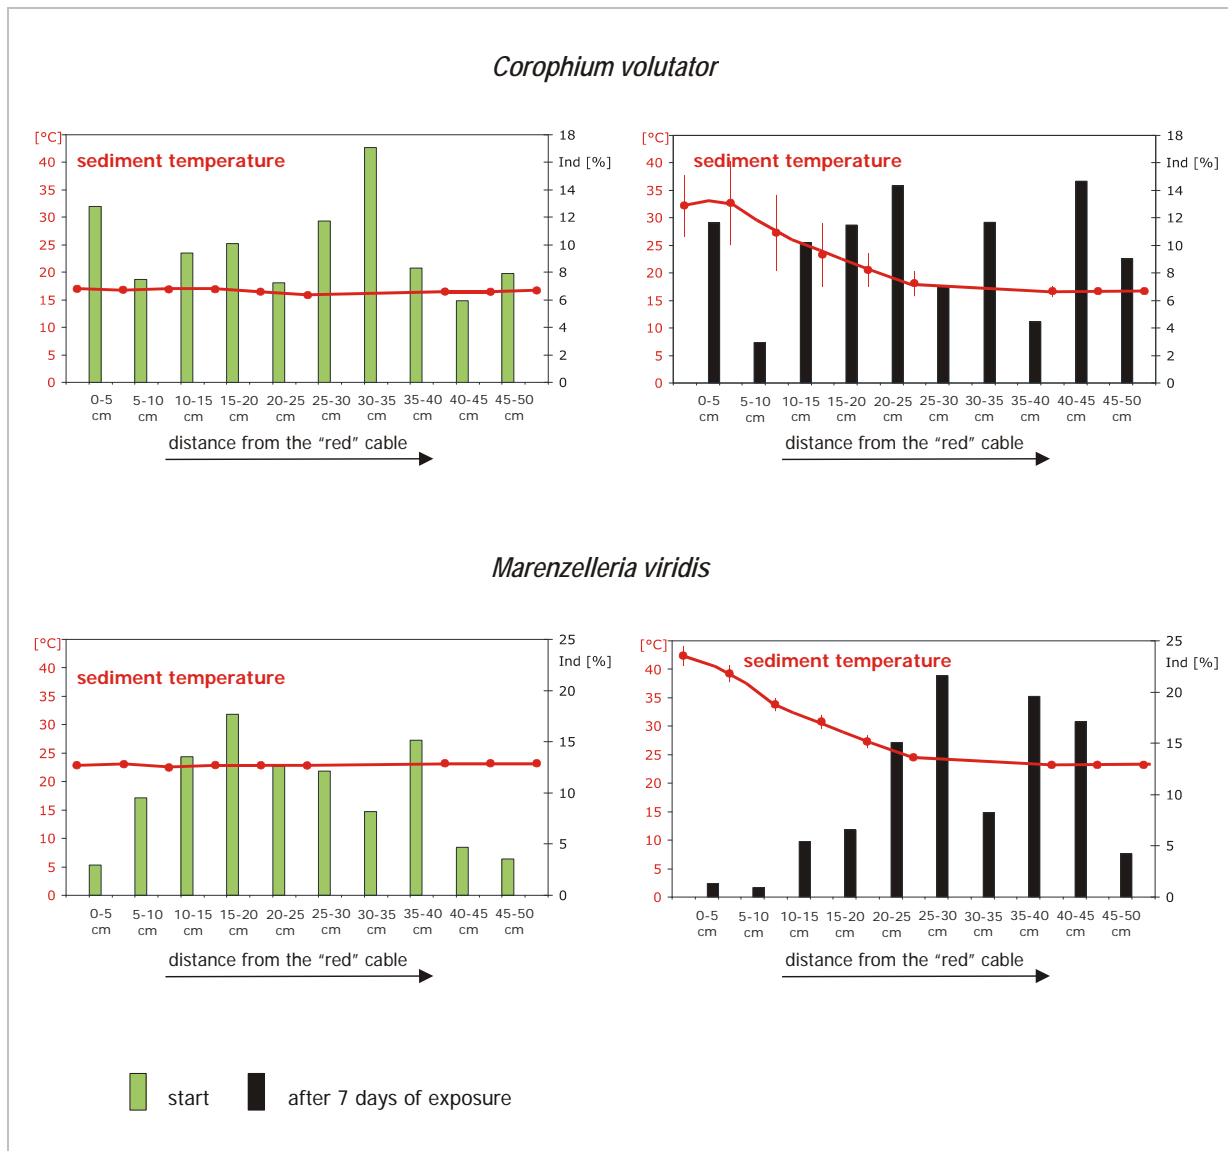 Corophium volutator
[°C]
sediment temperature
40
35
30
25
20
15
10
5
0
18
Ind [%]
14
12
10
8
6
4
2
0
0-5 5-10 10-15 15-20 20-25 25-30 30-35 35-40 40-45 45-50
cm cm cm cm cm cm cm cm cm cm
distance from the "red" cable
[°C]
sediment temperature
40
35
30
25
20
15
10
5
0
18
Ind [%]
14
12
10
8
6
4
2
0
0-5 5-10 10-15 15-20 20-25 25-30 30-35 35-40 40-45 45-50
cm cm cm cm cm cm cm cm cm cm
distance from the "red" cable
Marenzelleria viridis
[°C]
sediment temperature
40
35
30
25
20
15
10
5
0
25
Ind [%]
20
15
10
5
0
0-5 5-10 10-15 15-20 20-25 25-30 30-35 35-40 40-45 45-50
cm cm cm cm cm cm cm cm cm cm
distance from the "red" cable
[°C]
sediment temperature
40
35
30
25
20
15
10
5
0
25
Ind [%]
20
15
10
5
0
0-5 5-10 10-15 15-20 20-25 25-30 30-35 35-40 40-45 45-50
cm cm cm cm cm cm cm cm cm cm
distance from the "red" cable
start after 7 days of exposure